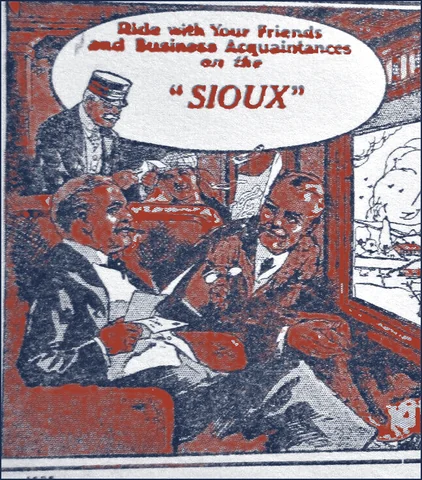 Ride with Your Friends
and Business Acquaintances
on the
"SIOUX"